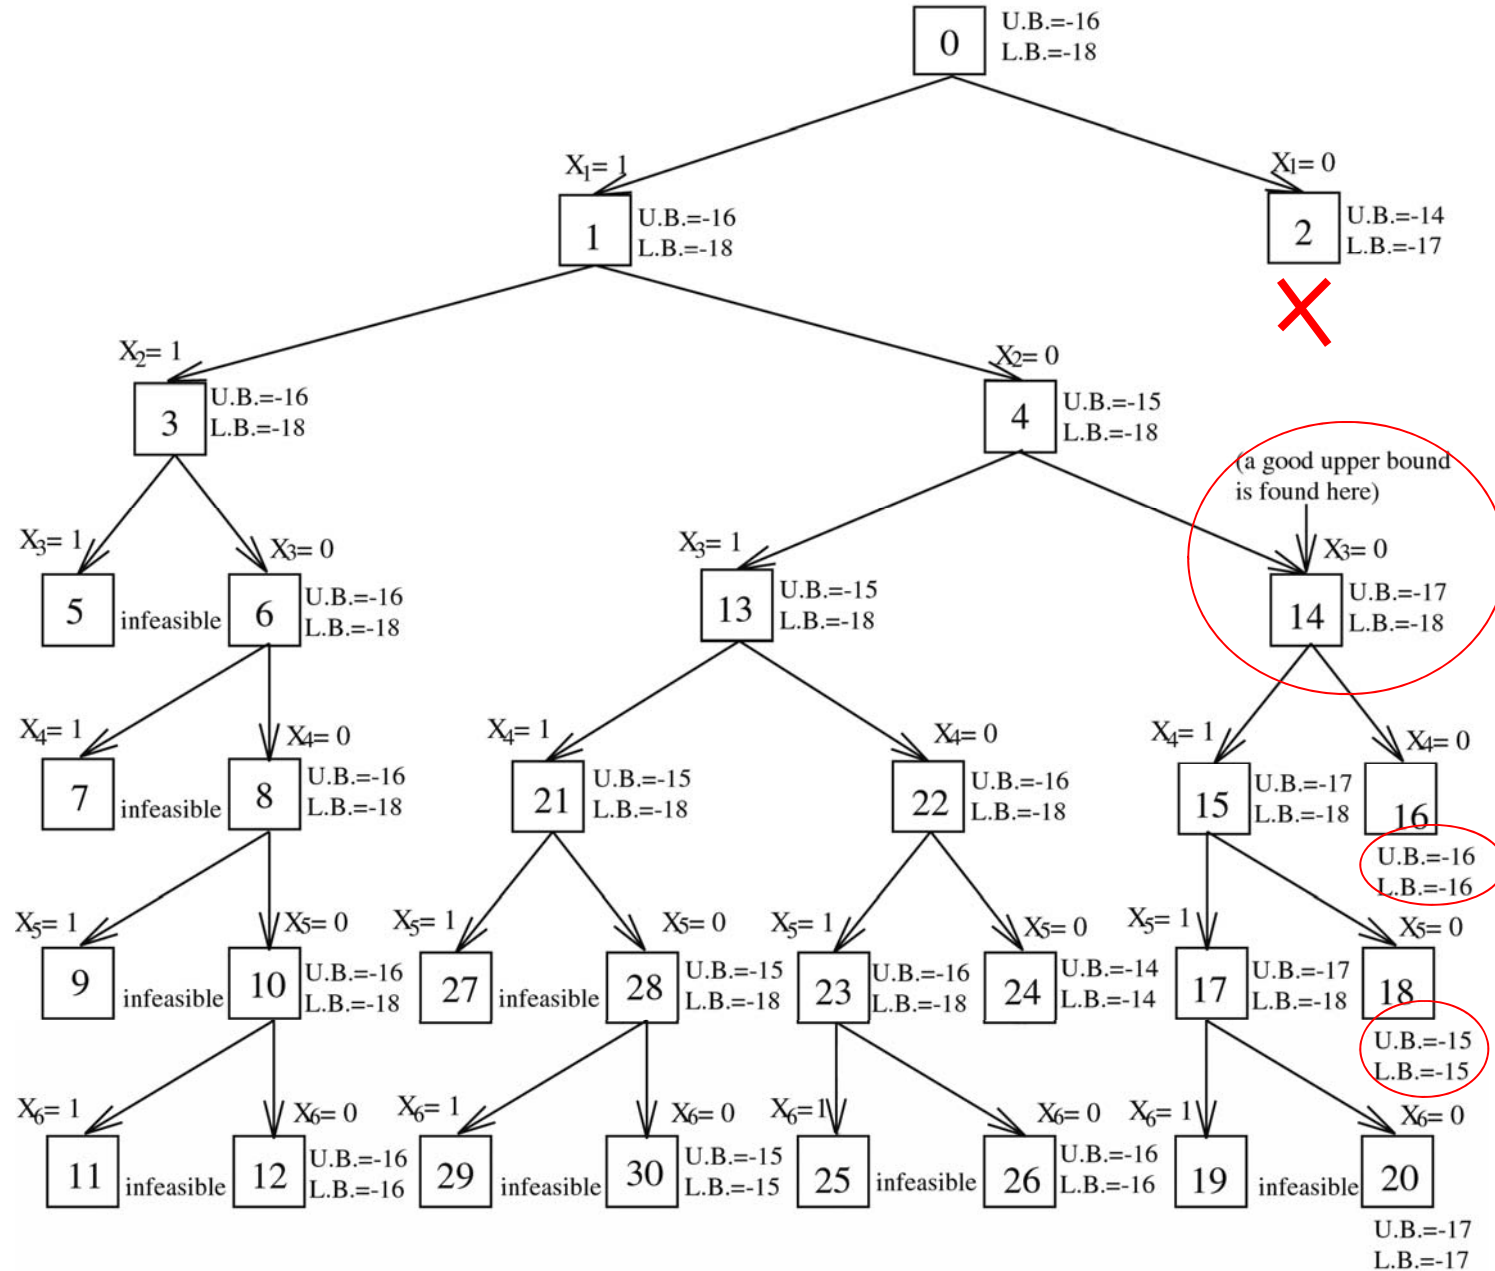 0
U.B.=-16
L.B.=-18
X1= 1
X1= 0
1
U.B.=-16
L.B.=-18
2
U.B.=-14
L.B.=-17
X2= 1
X2= 0
3
U.B.=-16
L.B.=-18
4
U.B.=-15
L.B.=-18
(a good upper bound
is found here)
X3= 1
X3= 0
X3= 1
X3= 0
5
infeasible
6
U.B.=-16
L.B.=-18
13
U.B.=-15
L.B.=-18
14
U.B.=-17
L.B.=-18
X4= 1
X4= 0
X4= 1
X4= 0
X4= 1
X4= 0
7
infeasible
8
U.B.=-16
L.B.=-18
21
U.B.=-15
L.B.=-18
22
U.B.=-16
L.B.=-18
15
U.B.=-17
L.B.=-18
16
U.B.=-16
L.B.=-16
X5= 1
X5= 0
X5= 1
X5= 0
X5= 1
X5= 0
X5= 1
X5= 0
9
infeasible
10
U.B.=-16
L.B.=-18
27
infeasible
28
U.B.=-15
L.B.=-18
23
U.B.=-16
L.B.=-18
24
U.B.=-14
L.B.=-14
17
U.B.=-17
L.B.=-18
18
U.B.=-15
L.B.=-15
X6= 1
X6= 0
X6= 1
X6= 0
X6=1
X6= 0
X6= 1
X6= 0
11
infeasible
12
U.B.=-16
L.B.=-16
29
infeasible
30
U.B.=-15
L.B.=-15
25
infeasible
26
U.B.=-16
L.B.=-16
19
infeasible
20
U.B.=-17
L.B.=-17